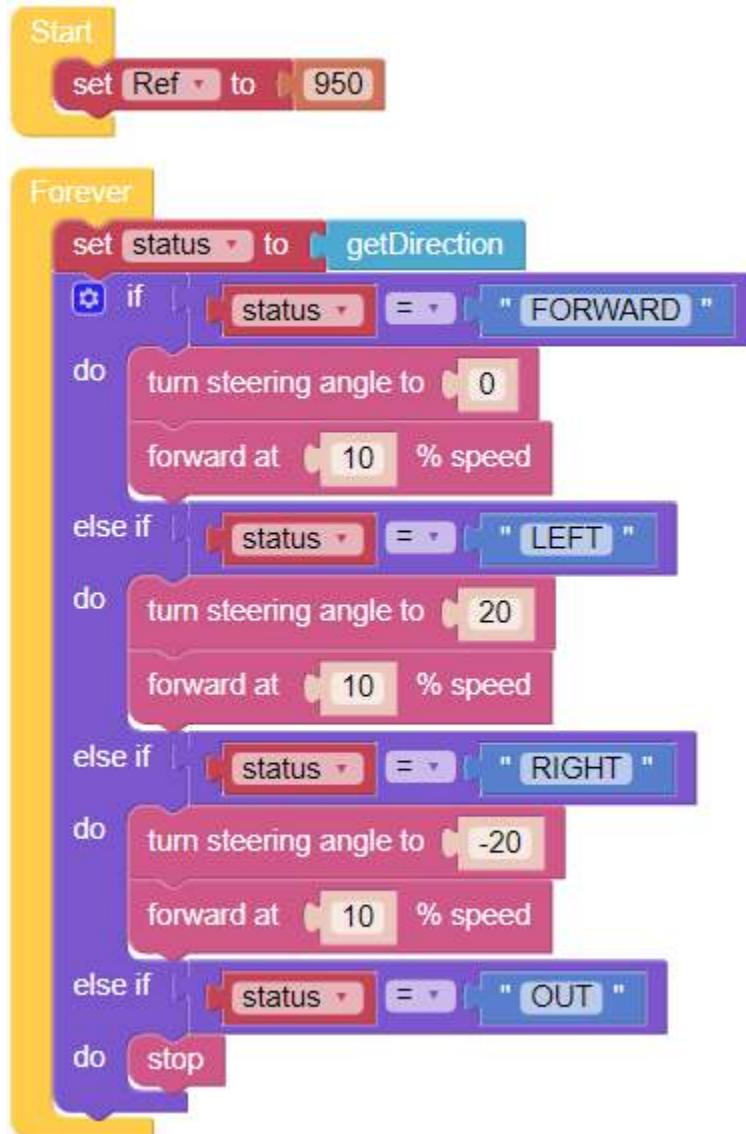 Start
set Ref to 950
Forever
set status to getDirection
if status = " FORWARD "
do turn steering angle to 0
forward at 10 % speed
else if status = " LEFT "
do turn steering angle to 20
forward at 10 % speed
else if status = " RIGHT "
do turn steering angle to -20
forward at 10 % speed
else if status = " OUT "
do stop